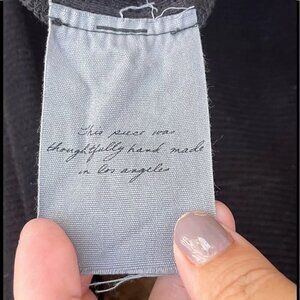 This piece was
thoughtfully hand made
in los angeles